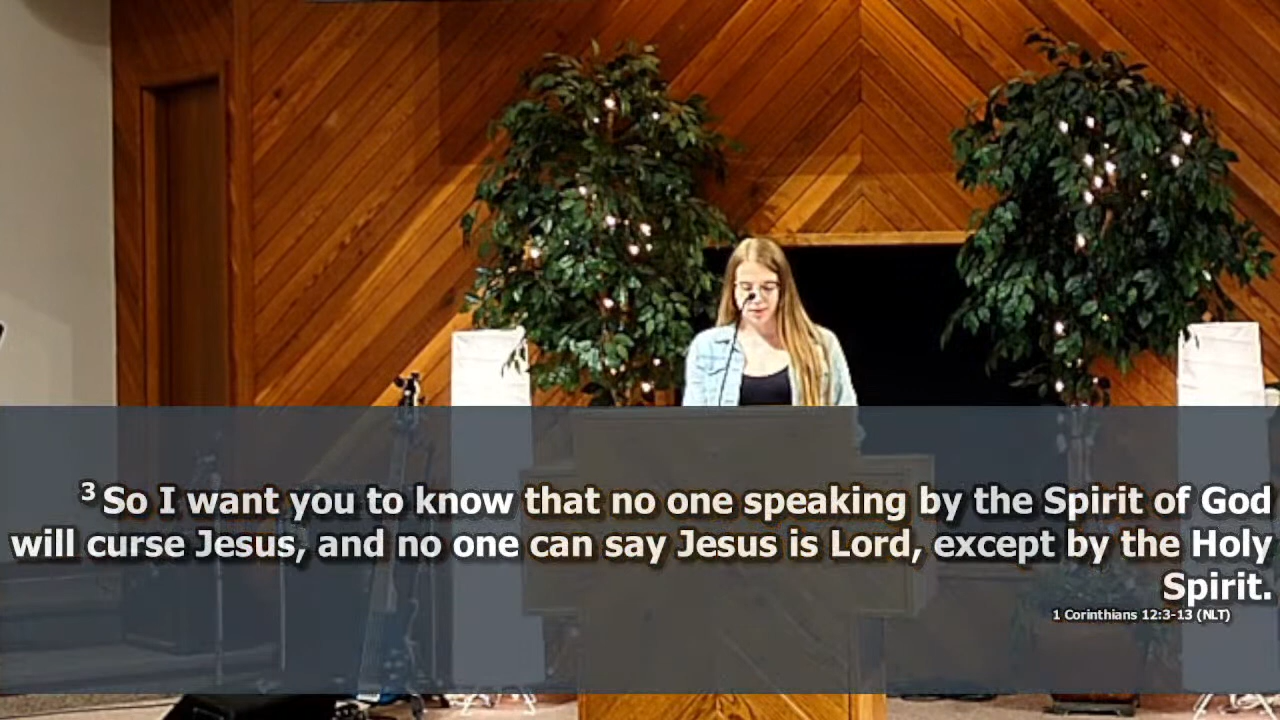 3 So I want you to know that no one speaking by the Spirit of God
will curse Jesus, and no one can say Jesus is Lord, except by the Holy
Spirit.
1 Corinthians 12:3-13 (NLT)